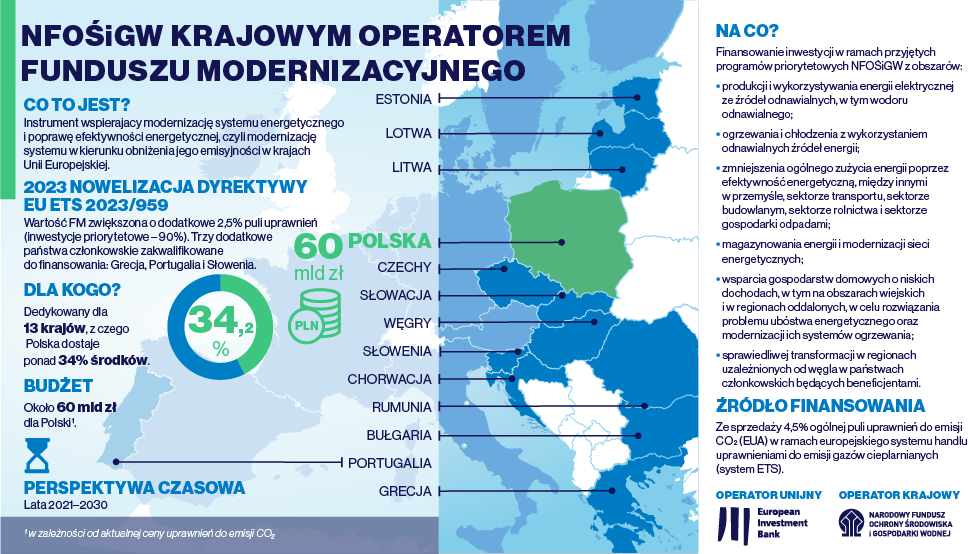 NFOŚiGW KRAJOWYM OPERATOREM
FUNDUSZU MODERNIZACYJNEGO
CO TO JEST?
Instrument wspierający modernizację systemu energetycznego
i poprawę efektywności energetycznej, czyli modernizację
systemu w kierunku obniżenia jego emisyjności w krajach
Unii Europejskiej.
2023 NOWELIZACJA DYREKTYWY
EU ETS 2023/959
Wartość FM zwiększona o dodatkowe 2,5% puli uprawnień
(inwestycje priorytetowe – 90%). Trzy dodatkowe
państwa członkowskie zakwalifikowane
do finansowania: Grecja, Portugalia i Słowenia.
DLA KOGO?
Dedykowany dla
13 krajów, z czego
Polska dostaje
ponad 34% środków.
34,2
%
60
mld zł
PLN
BUDŻET
Około 60 mld zł
dla Polski¹.
PERSPEKTYWA CZASOWA
Lata 2021–2030
¹ w zależności od aktualnej ceny uprawnień do emisji CO₂
ESTONIA
ŁOTWA
LITWA
POLSKA
CZECHY
SŁOWACJA
WĘGRY
SŁOWENIA
CHORWACJA
RUMUNIA
BUŁGARIA
PORTUGALIA
GRECJA
NA CO?
Finansowanie inwestycji w ramach przyjętych
programów priorytetowych NFOŚiGW z obszarów:
• produkcji i wykorzystywania energii elektrycznej
ze źródeł odnawialnych, w tym wodoru
odnawialnego;
• ogrzewania i chłodzenia z wykorzystaniem
odnawialnych źródeł energii;
• zmniejszenia ogólnego zużycia energii poprzez
efektywność energetyczną, między innymi
w przemyśle, sektorze transportu, sektorze
budowlanym, sektorze rolnictwa i sektorze
gospodarki odpadami;
• magazynowania energii i modernizacji sieci
energetycznych;
• wsparcia gospodarstw domowych o niskich
dochodach, w tym na obszarach wiejskich
i w regionach oddalonych, w celu rozwiązania
problemu ubóstwa energetycznego oraz
modernizacji ich systemów ogrzewania;
• sprawiedliwej transformacji w regionach
uzależnionych od węgla w państwach
członkowskich będących beneficjentami.
ŹRÓDŁO FINANSOWANIA
Ze sprzedaży 4,5% ogólnej puli uprawnień do emisji
CO₂ (EUA) w ramach europejskiego systemu handlu
uprawnieniami do emisji gazów cieplarnianych
(system ETS).
OPERATOR UNIJNY
European
Investment
Bank
OPERATOR KRAJOWY
NARODOWY FUNDUSZ
OCHRONY ŚRODOWISKA
i GOSPODARKI WODNEJ